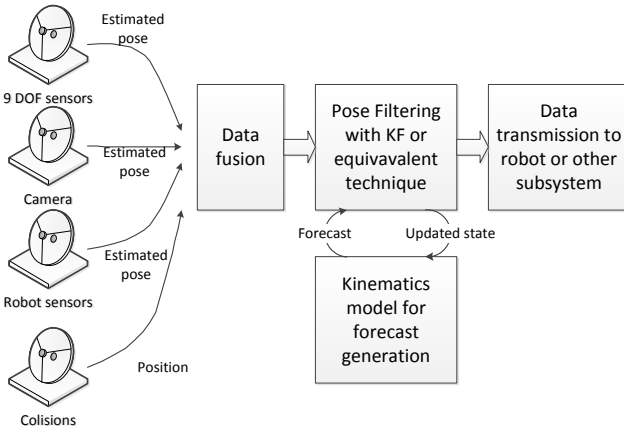 Estimated
pose
9 DOF sensors
Estimated
pose
Camera
Estimated
pose
Robot sensors
Position
Colisions
Data
fusion
Pose Filtering
with KF or
equivavalent
technique
Data
transmission to
robot or other
subsystem
Forecast
Updated state
Kinematics
model for
forecast
generation